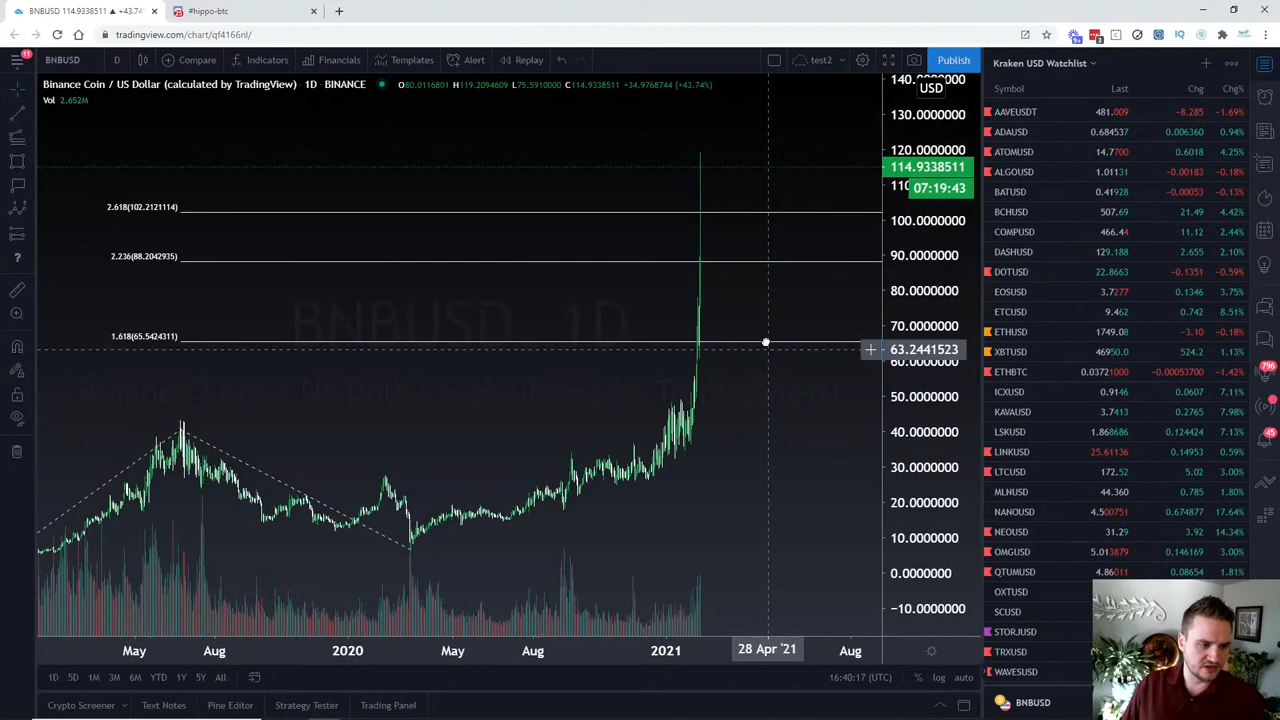 BNBUSD 114.9338511 ▲ +43.74%
#hippo-btc
tradingview.com/chart/qf4166nl/
11
BNBUSD D Compare Indicators Financials Templates Alert Replay test2 Publish
Binance Coin / US Dollar (calculated by TradingView) 1D BINANCE O80.0116801 H119.2094609 L75.5910000 C114.9338511 +34.9768744 (+43.74%)
Vol 2.652M
USD
140.0000000
130.0000000
120.0000000
114.9338511
07:19:43
100.0000000
90.0000000
80.0000000
70.0000000
63.2441523
60.0000000
50.0000000
40.0000000
30.0000000
20.0000000
10.0000000
0.0000000
−10.0000000
2.618(102.2121114)
2.236(88.2042935)
1.618(65.5424311)
BNBUSD 1D
May Aug 2020 May Aug 2021 28 Apr '21 Aug
1D 5D 1M 3M 6M YTD 1Y 5Y All
16:40:17 (UTC) % log auto
Crypto Screener Text Notes Pine Editor Strategy Tester Trading Panel
Kraken USD Watchlist
Symbol Last Chg Chg%
AAVEUSDT 481.009 −8.285 −1.69%
ADAUSD 0.684537 0.006360 0.94%
ATOMUSD 14.7700 0.6018 4.25%
ALGOUSD 1.01131 −0.00183 −0.18%
BATUSD 0.41928 −0.00053 −0.13%
BCHUSD 507.69 21.49 4.42%
COMPUSD 466.44 11.12 2.44%
DASHUSD 129.188 2.655 2.10%
DOTUSD 22.8663 −0.1351 −0.59%
EOSUSD 3.7277 0.1346 3.75%
ETCUSD 9.462 0.742 8.51%
ETHUSD 1749.08 −3.10 −0.18%
XBTUSD 46950.0 524.2 1.13%
ETHBTC 0.03721000 −0.00053700 −1.42%
ICXUSD 0.9146 0.0607 7.11%
KAVAUSD 3.7413 0.2765 7.98%
LSKUSD 1.868686 0.124424 7.13%
LINKUSD 25.61136 0.14953 0.59%
LTCUSD 172.52 5.02 3.00%
MLNUSD 44.360 0.785 1.80%
NANOUSD 4.500751 0.674877 17.64%
NEOUSD 31.29 3.92 14.34%
OMGUSD 5.013879 0.146169 3.00%
QTUMUSD 4.86011 0.08654 1.81%
OXTUSD
SCUSD
STORJUSD
TRXUSD
WAVESUSD
BNBUSD
796
45